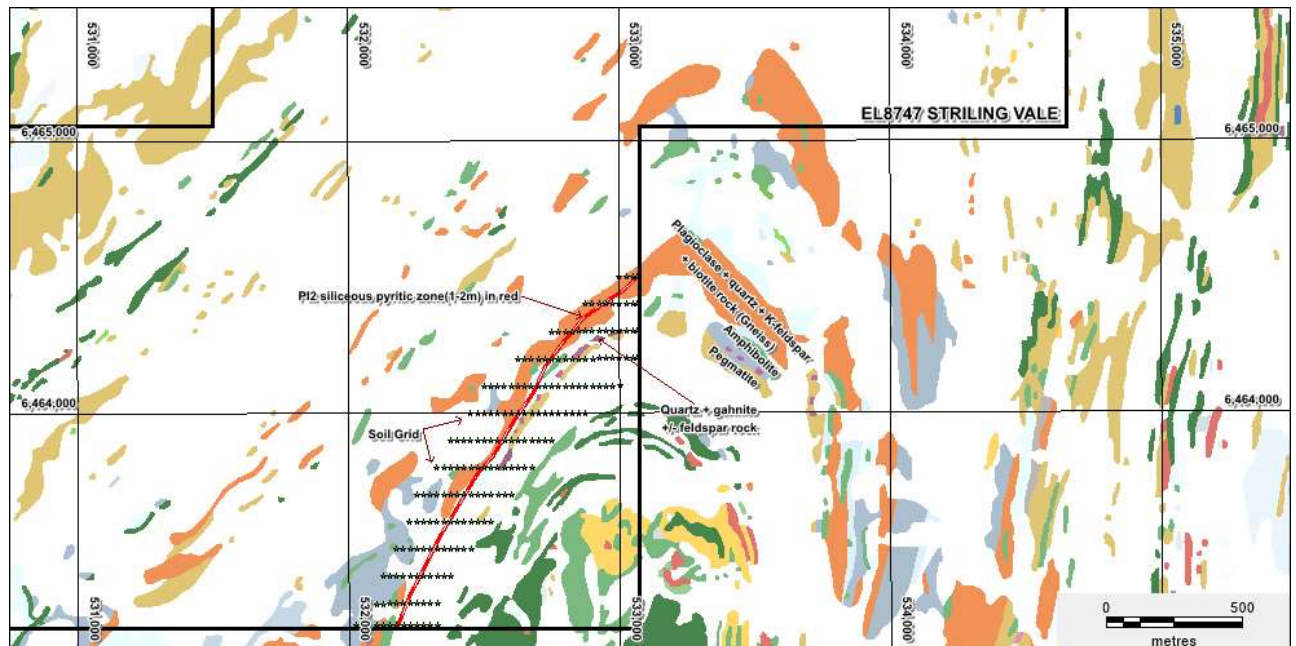 531,000
532,000
533,000
534,000
535,000
EL8747 STRILING VALE
6,465,000
6,465,000
Plagioclase + quartz + K-feldspar
+ biotite rock (Gneiss)
PI2 siliceous pyritic zone(1-2m) in red
Amphibolite
Pegmatite
6,464,000
6,464,000
Quartz + gahnite
+/- feldspar rock
Soil Grid
531,000
532,000
533,000
534,000
0
500
metres